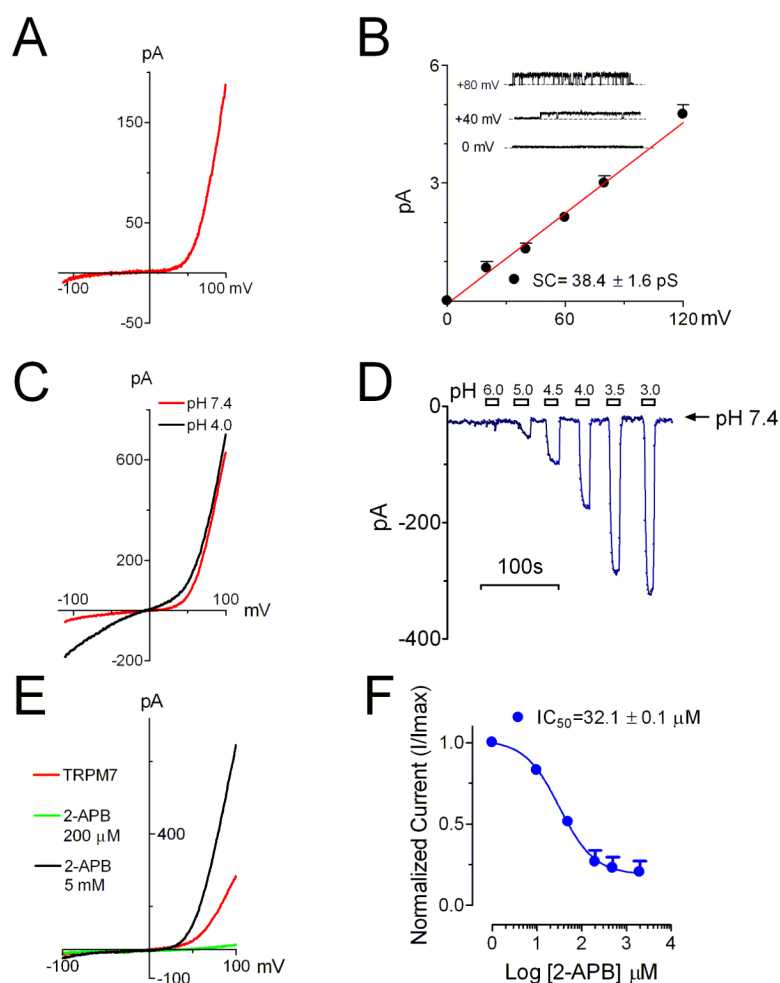 A
pA
150
50
-100
100 mV
-50
B
6
+80 mV
+40 mV
0 mV
3
pA
SC= 38.4 ± 1.6 pS
0
60
120 mV
C
pA
pH 7.4
pH 4.0
600
200
-100
100
mV
-200
D
pH 6.0 5.0 4.5 4.0 3.5 3.0
0
pH 7.4
pA
-200
100s
-400
E
pA
TRPM7
2-APB
200 μM
400
2-APB
5 mM
-100
100
mV
-100
F
IC50=32.1 ± 0.1 μM
Normalized Current (I/Imax)
1.0
0.5
0.0
0 1 2 3 4
Log [2-APB] μM